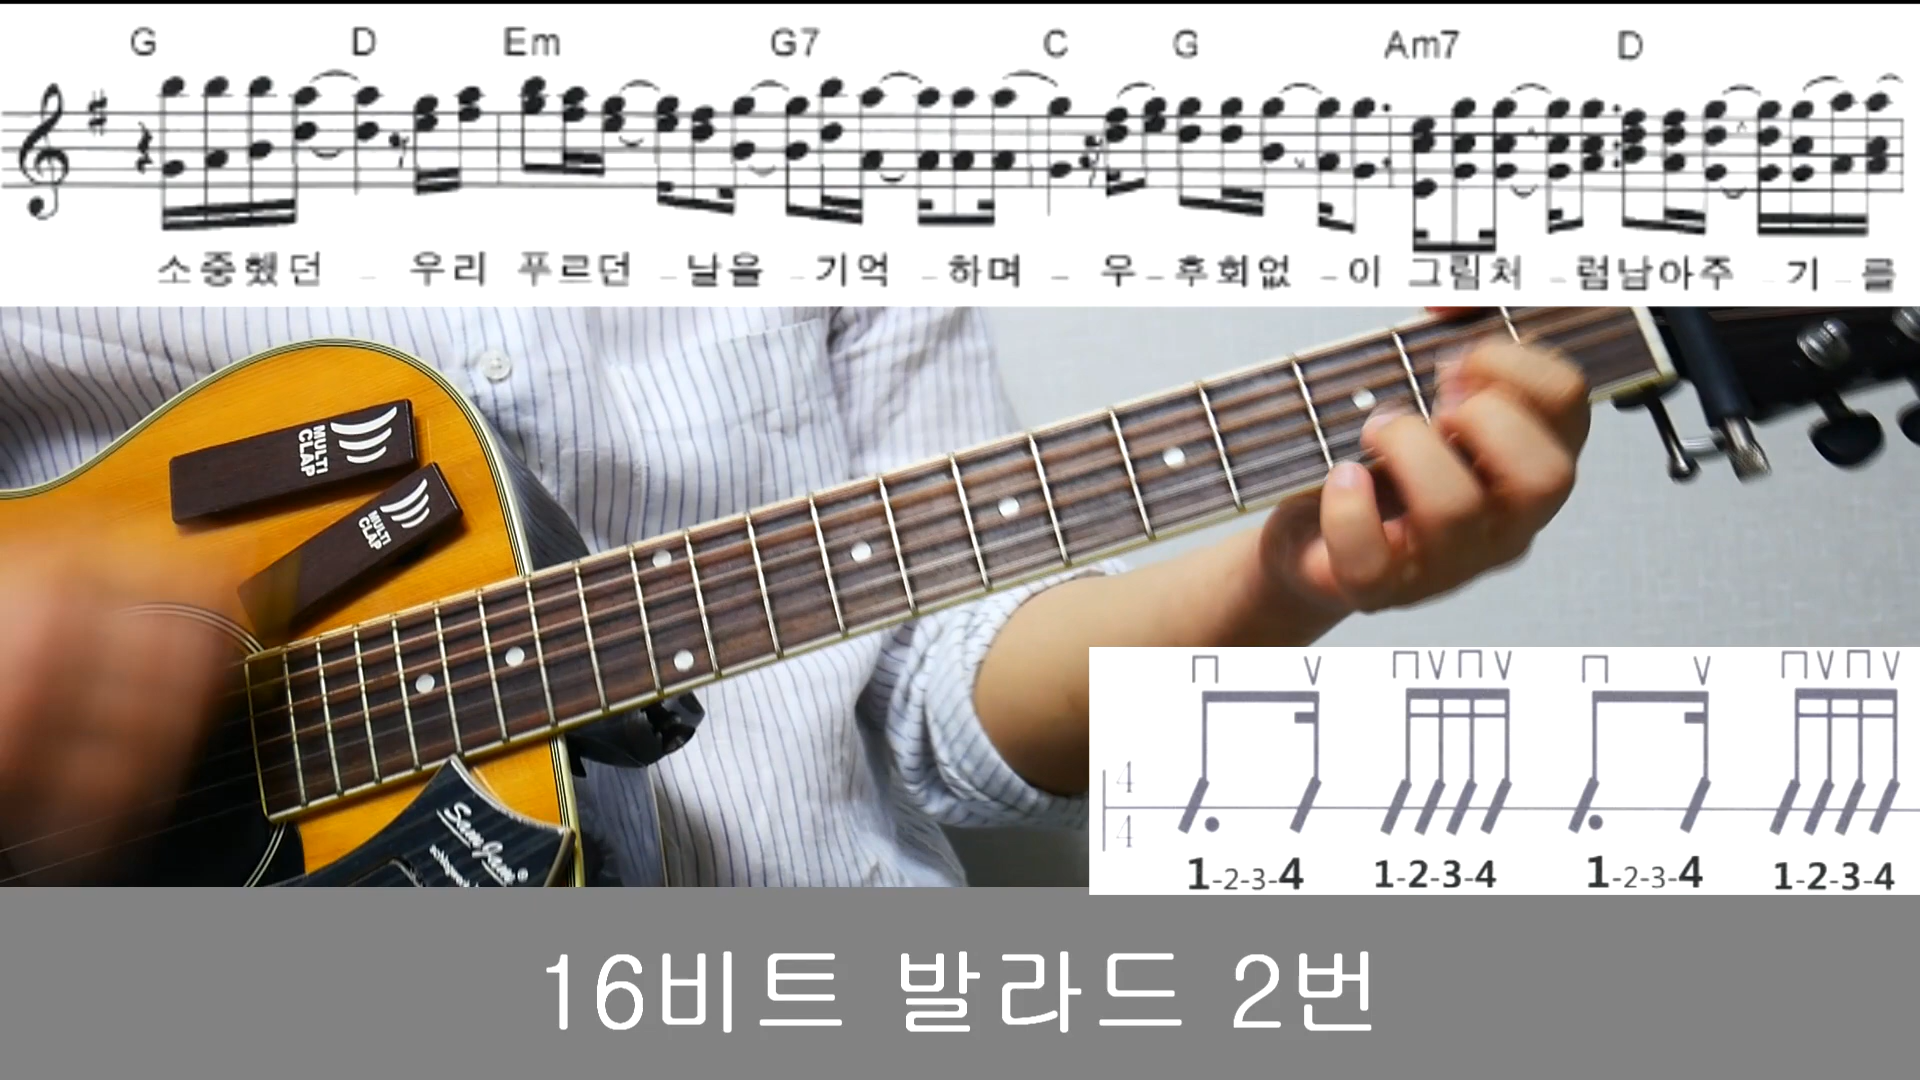 G D Em G7 C G Am7 D
소중했던 - 우리 푸르던 - 날을 - 기억 - 하며 - 우 - 후회없 - 이 그림처 - 럼남아주 - 기 - 를
MULTI CLAP
MULTI CLAP
SamJam®
4
4
1-2-3-4 1-2-3-4 1-2-3-4 1-2-3-4
16비트 발라드 2번